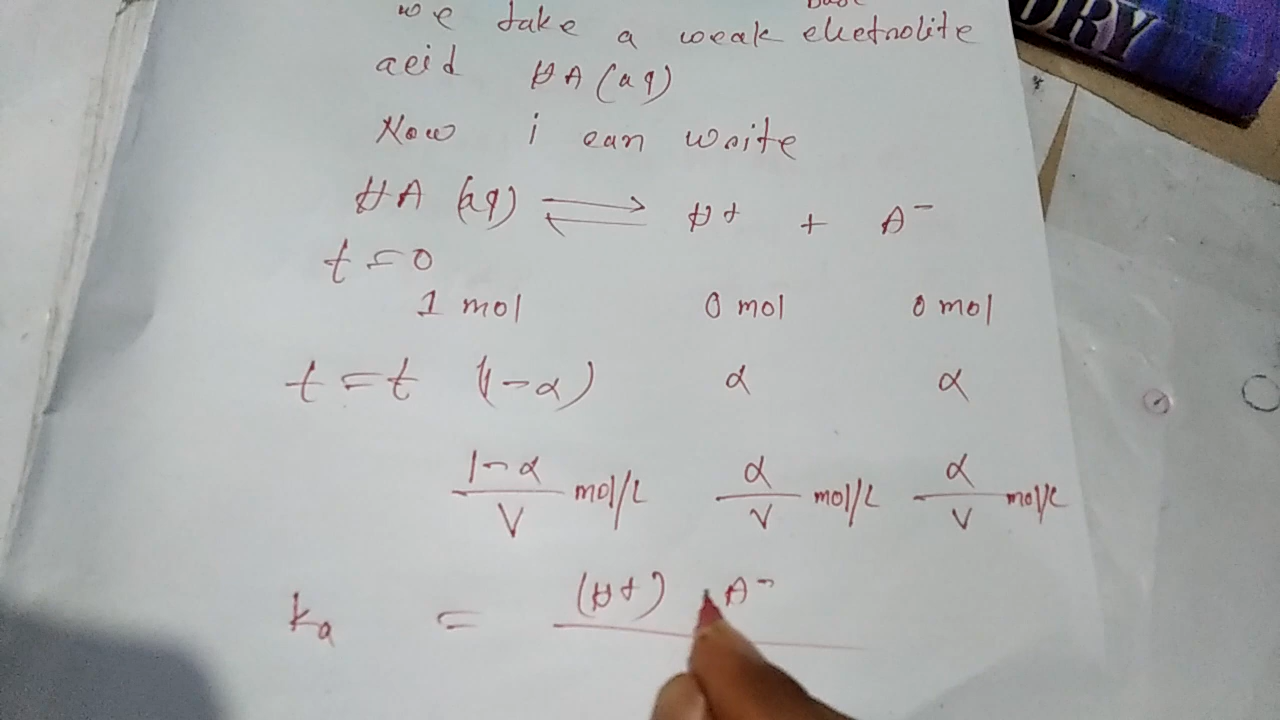 we take a weak eletnolite
acid HA (aq)
Now i can write
HA (aq) ⇌ H+ + A⁻
t = 0
1 mol 0 mol 0 mol
t = t (1-α) α α
1-α/V mol/L α/V mol/L α/V mol/L
Ka = (H+) A⁻